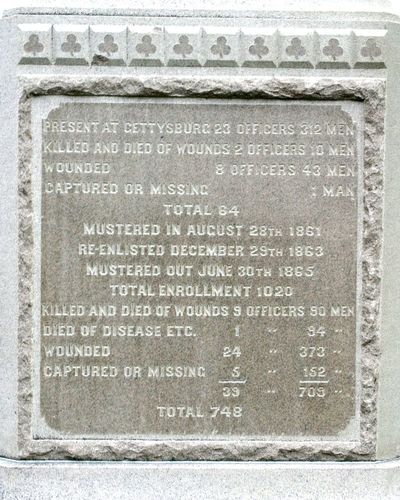 PRESENT AT GETTYSBURG 23 OFFICERS 312 MEN
KILLED AND DIED OF WOUNDS 2 OFFICERS 10 MEN
WOUNDED 8 OFFICERS 43 MEN
CAPTURED OR MISSING 1 MAN
TOTAL 64
MUSTERED IN AUGUST 28TH 1861
RE-ENLISTED DECEMBER 29TH 1863
MUSTERED OUT JUNE 30TH 1865
TOTAL ENROLLMENT 1020
KILLED AND DIED OF WOUNDS 9 OFFICERS 90 MEN
DIED OF DISEASE ETC. 1 " 94 "
WOUNDED 24 " 373 "
CAPTURED OR MISSING 5 " 152 "
39 " 709 "
TOTAL 748